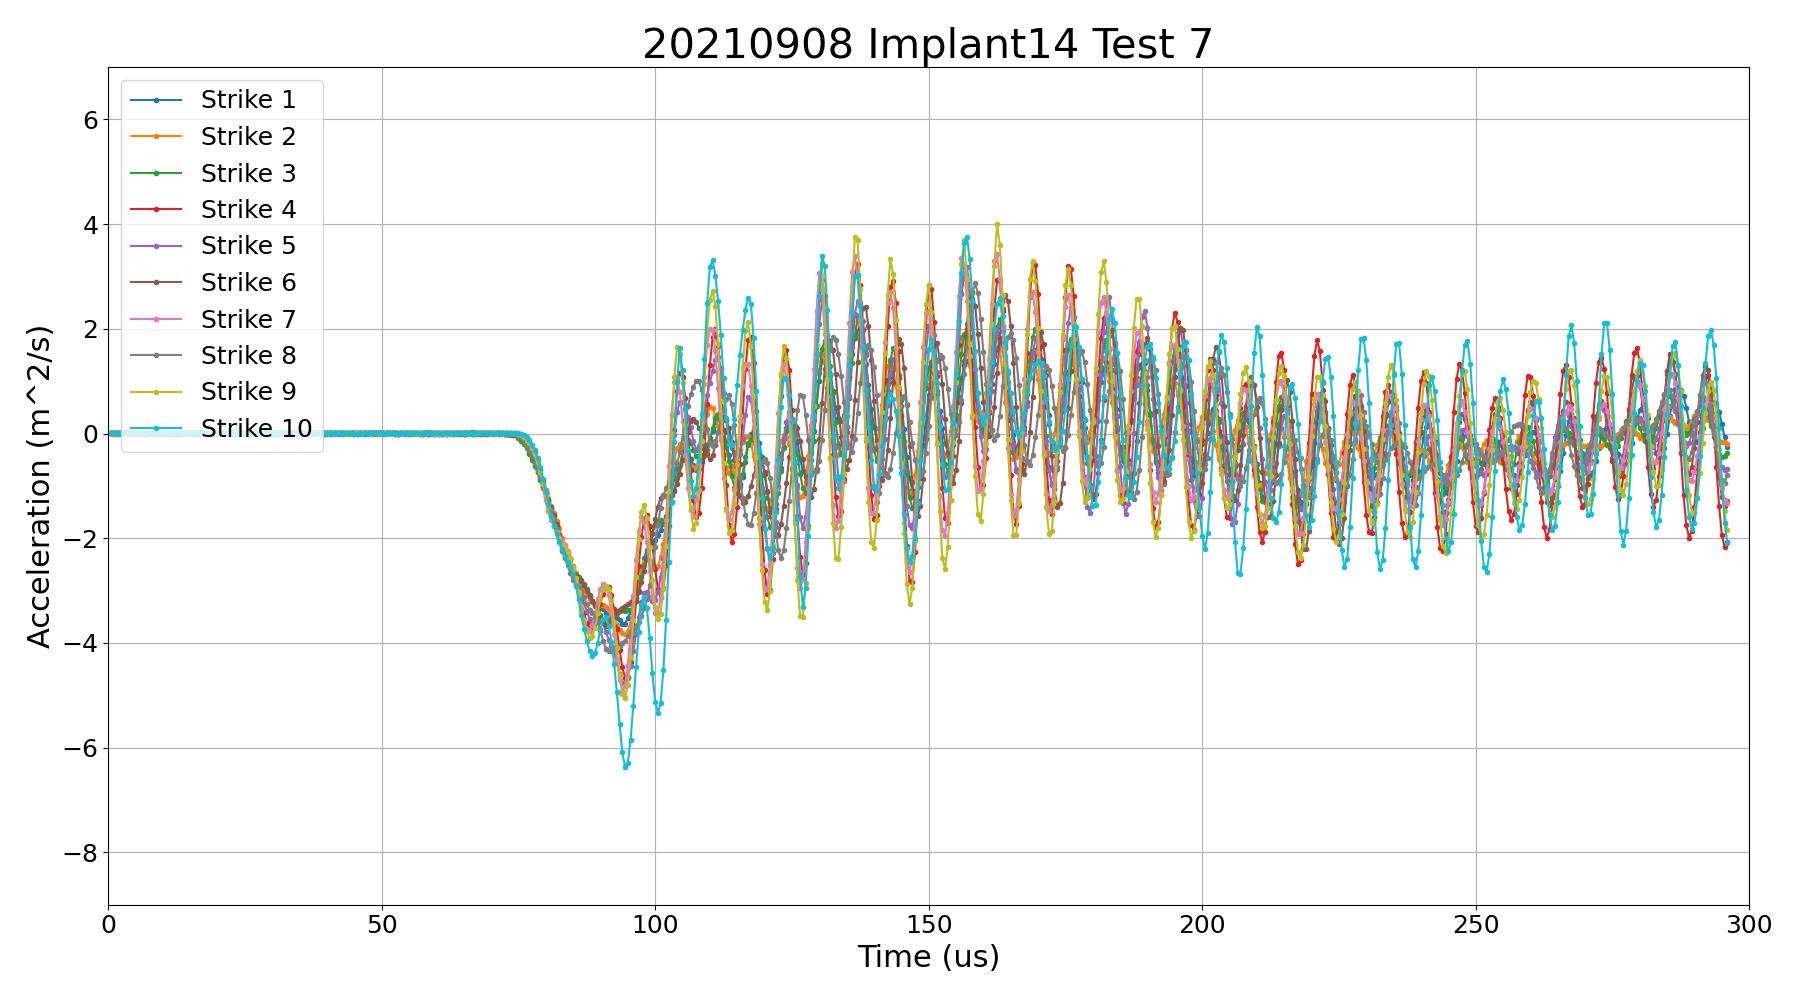 20210908 Implant14 Test 7
Strike 1
Strike 2
Strike 3
Strike 4
Strike 5
Strike 6
Strike 7
Strike 8
Strike 9
Strike 10
6
4
2
0
−2
−4
−6
−8
Acceleration (m^2/s)
0 50 100 150 200 250 300
Time (us)